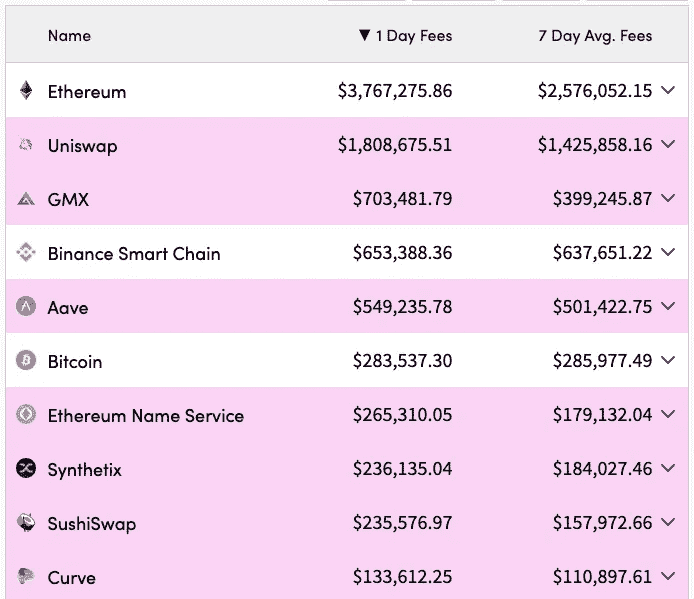 Name ▼ 1 Day Fees 7 Day Avg. Fees
Ethereum $3,767,275.86 $2,576,052.15
Uniswap $1,808,675.51 $1,425,858.16
GMX $703,481.79 $399,245.87
Binance Smart Chain $653,388.36 $637,651.22
Aave $549,235.78 $501,422.75
Bitcoin $283,537.30 $285,977.49
Ethereum Name Service $265,310.05 $179,132.04
Synthetix $236,135.04 $184,027.46
SushiSwap $235,576.97 $157,972.66
Curve $133,612.25 $110,897.61